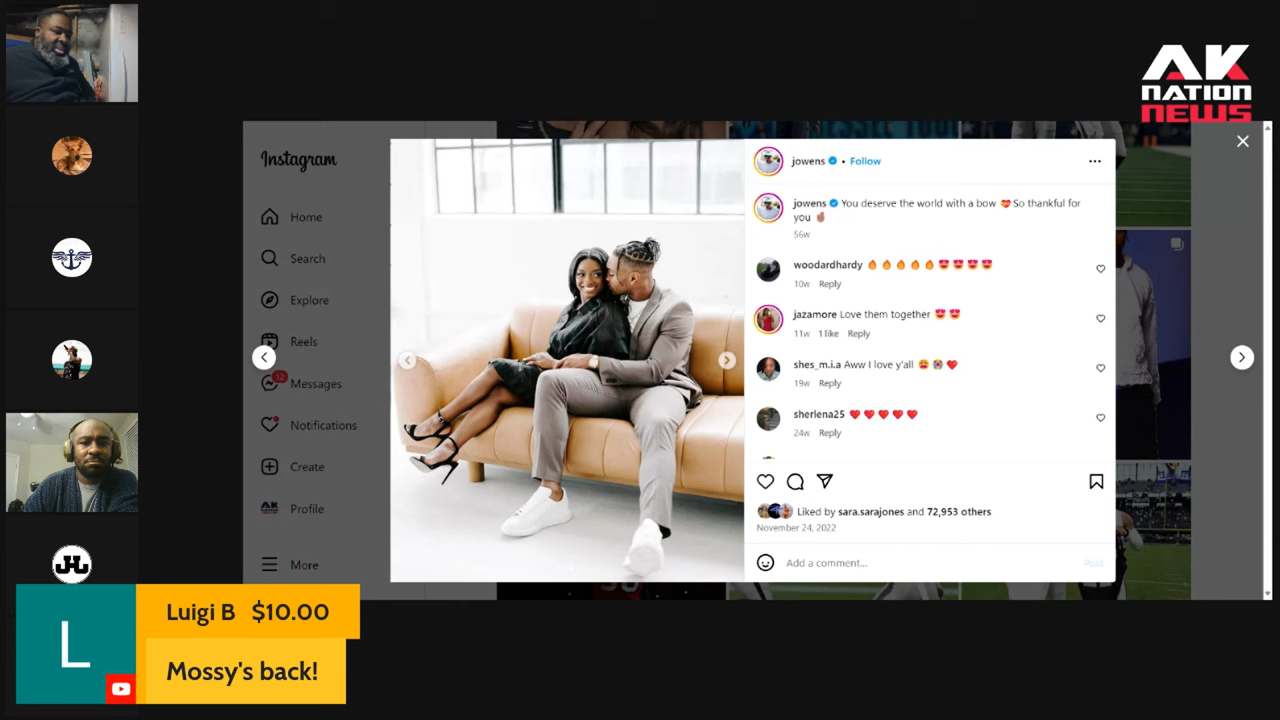 AK
NATION
NEWS
Instagram
Home
Search
Explore
Reels
12
Messages
Notifications
Create
AK
Profile
More
jowens • Follow
jowens You deserve the world with a bow 💝 So thankful for
you 🤞🏽
56w
woodardhardy 🔥 🔥 🔥 🔥 🔥 😍 😍 😍 😍
10w Reply
jazamore Love them together 😍 😍
11w 1 like Reply
shes_m.i.a Aww I love y'all 🤩 ❤️
19w Reply
sherlena25 ❤️ ❤️ ❤️ ❤️ ❤️
24w Reply
Liked by sara.sarajones and 72,953 others
November 24, 2022
Add a comment...
Post
L
Luigi B $10.00
Mossy's back!